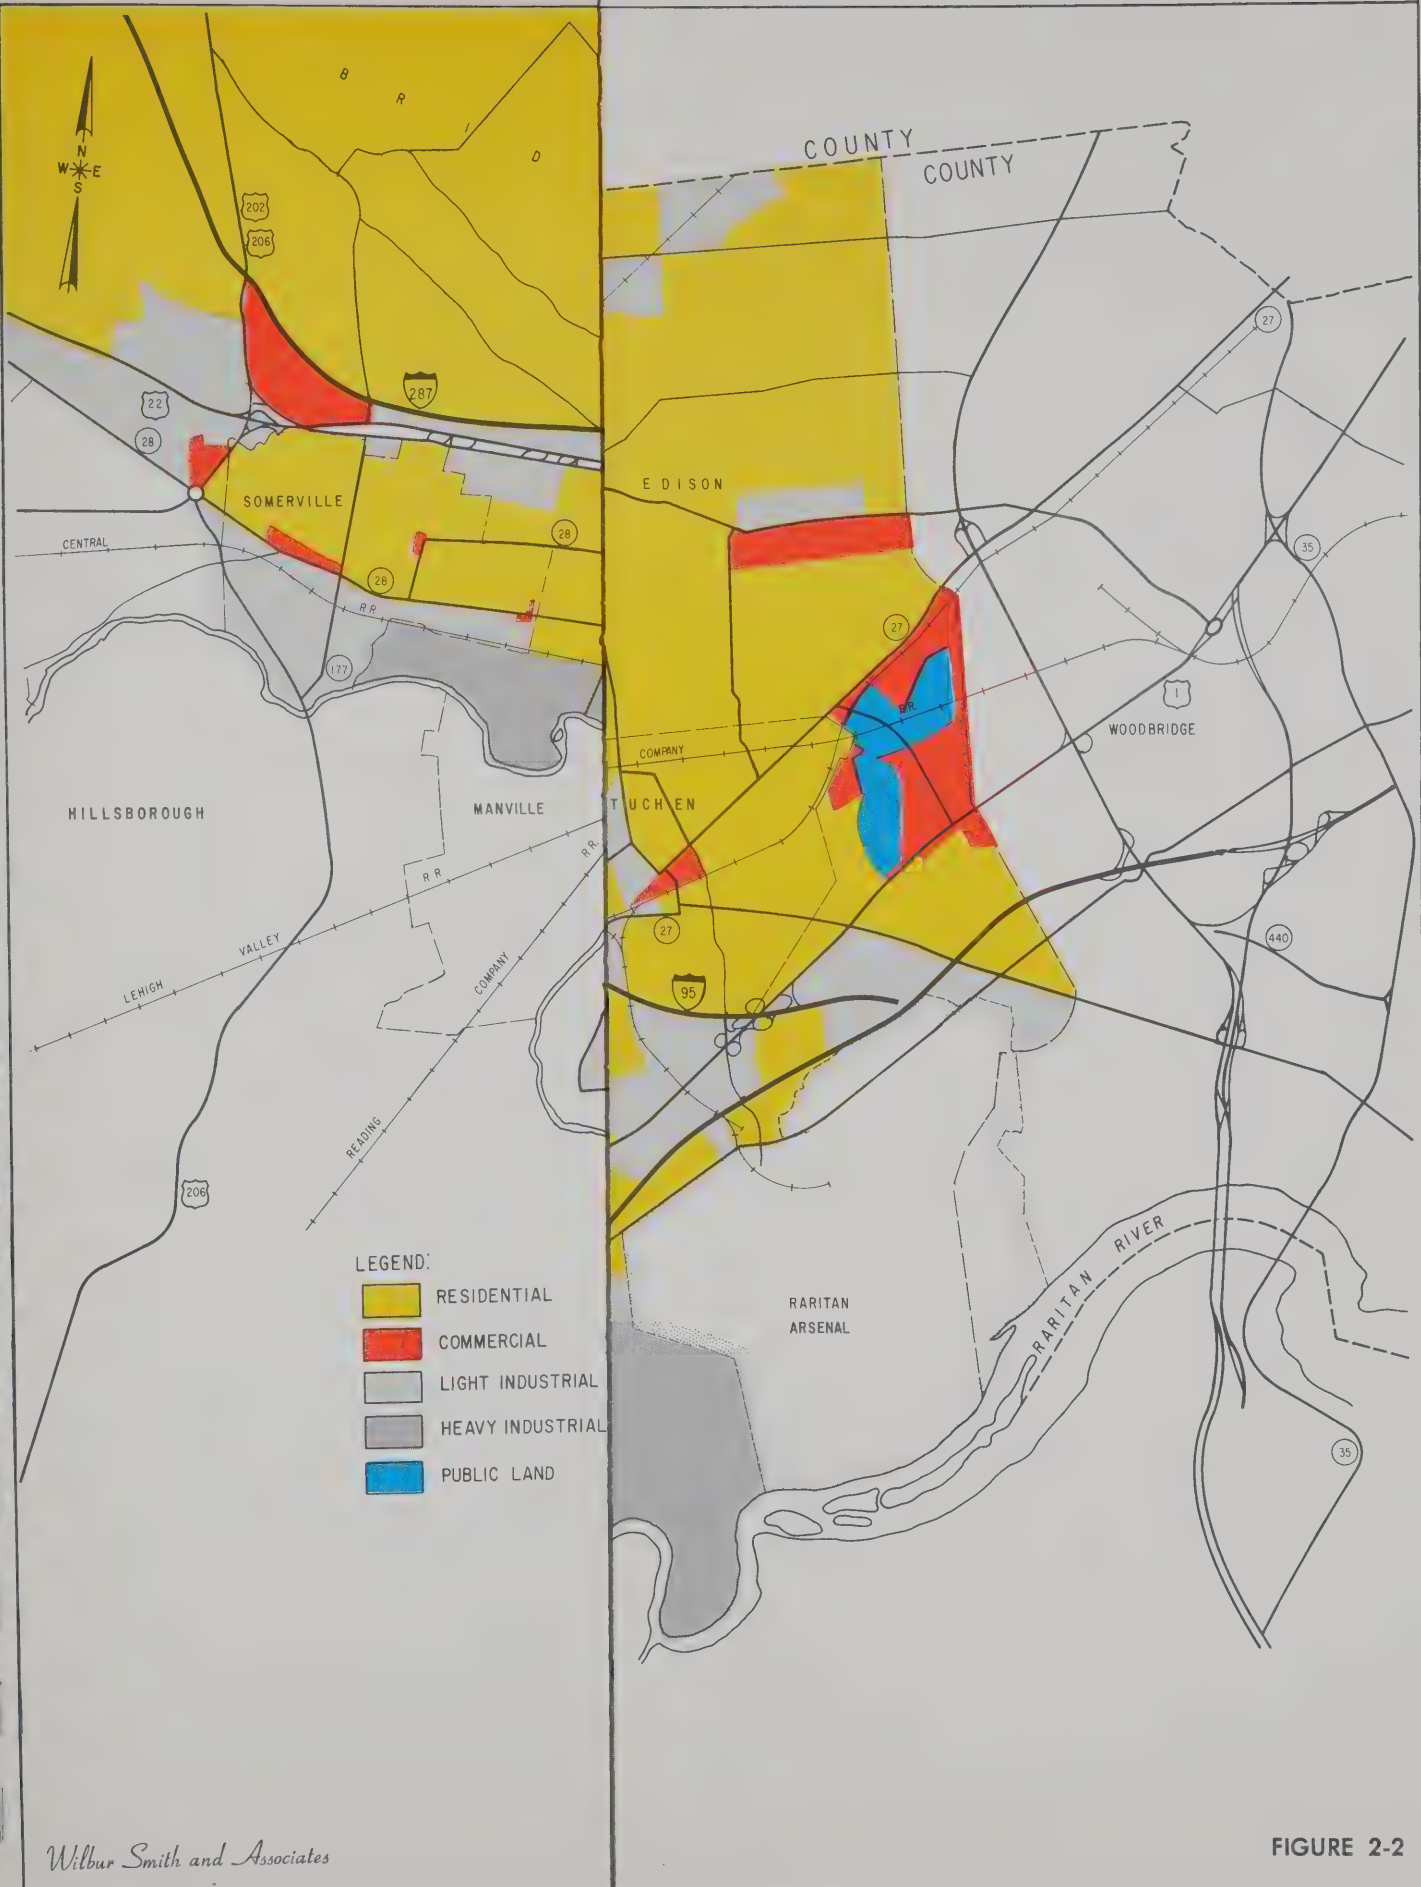 COUNTY
COUNTY
B
R
I
D
N
W E
S
202
206
27
287
22
28
EDISON
SOMERVILLE
28
35
CENTRAL
28
R R
27
177
1
RR
WOODBRIDGE
COMPANY
HILLSBOROUGH
MANVILLE
TUCHEN
R R
R R.
VALLEY
27
440
LEHIGH
COMPANY
95
READING
206
RIVER
RARITAN
LEGEND:
RESIDENTIAL
COMMERCIAL
LIGHT INDUSTRIAL
HEAVY INDUSTRIAL
PUBLIC LAND
RARITAN
ARSENAL
35
Wilbur Smith and Associates
FIGURE 2-2